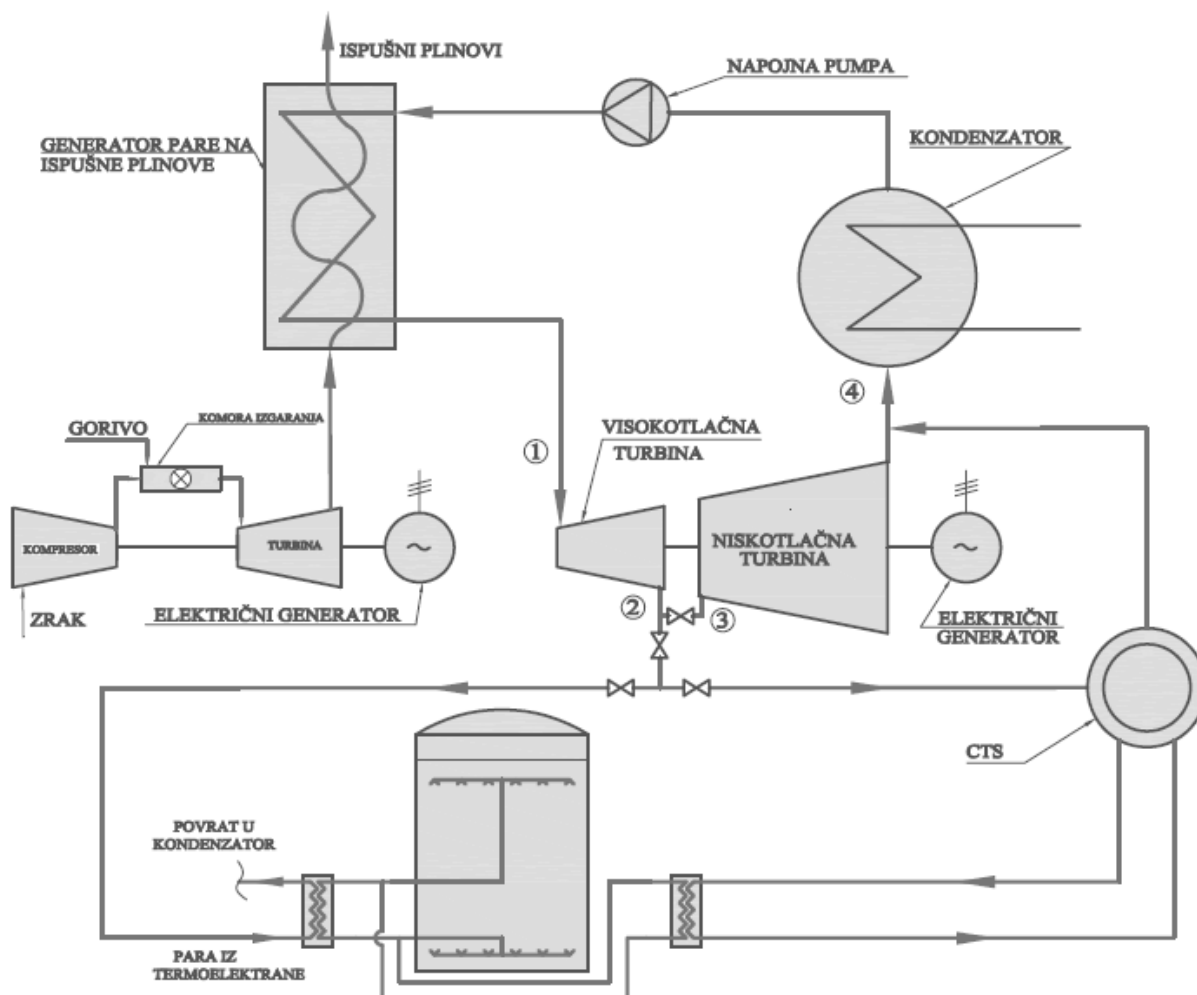 ISPUŠNI PLINOVI
NAPOJNA PUMPA
GENERATOR PARE NA
ISPUŠNE PLINOVE
KONDENZATOR
④
KOMORA IZGARANJA
GORIVO
①
VISOKOTLAČNA
TURBINA
KOMPRESOR
TURBINA
~
NISKOTLAČNA
TURBINA
~
ZRAK
ELEKTRIČNI GENERATOR
②
③
ELEKTRIČNI
GENERATOR
CTS
POVRAT U
KONDENZATOR
PARA IZ
TERMOELEKTRANE